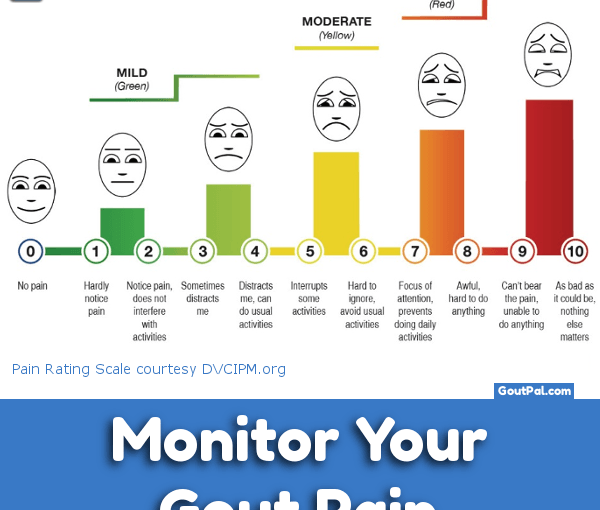 (Red)
MODERATE
(Yellow)
MILD
(Green)
0 1 2 3 4 5 6 7 8 9 10
No pain
Hardly
notice
pain
Notice pain,
does not
interfere
with
activities
Sometimes
distracts
me
Distracts
me, can
do usual
activities
Interrupts
some
activities
Hard to
ignore,
avoid usual
activities
Focus of
attention,
prevents
doing daily
activities
Awful,
hard to do
anything
Can't bear
the pain,
unable to
do anything
As bad as
it could be,
nothing
else
matters
Pain Rating Scale courtesy DVCIPM.org
GoutPal.com
Monitor Your
Gout Pain